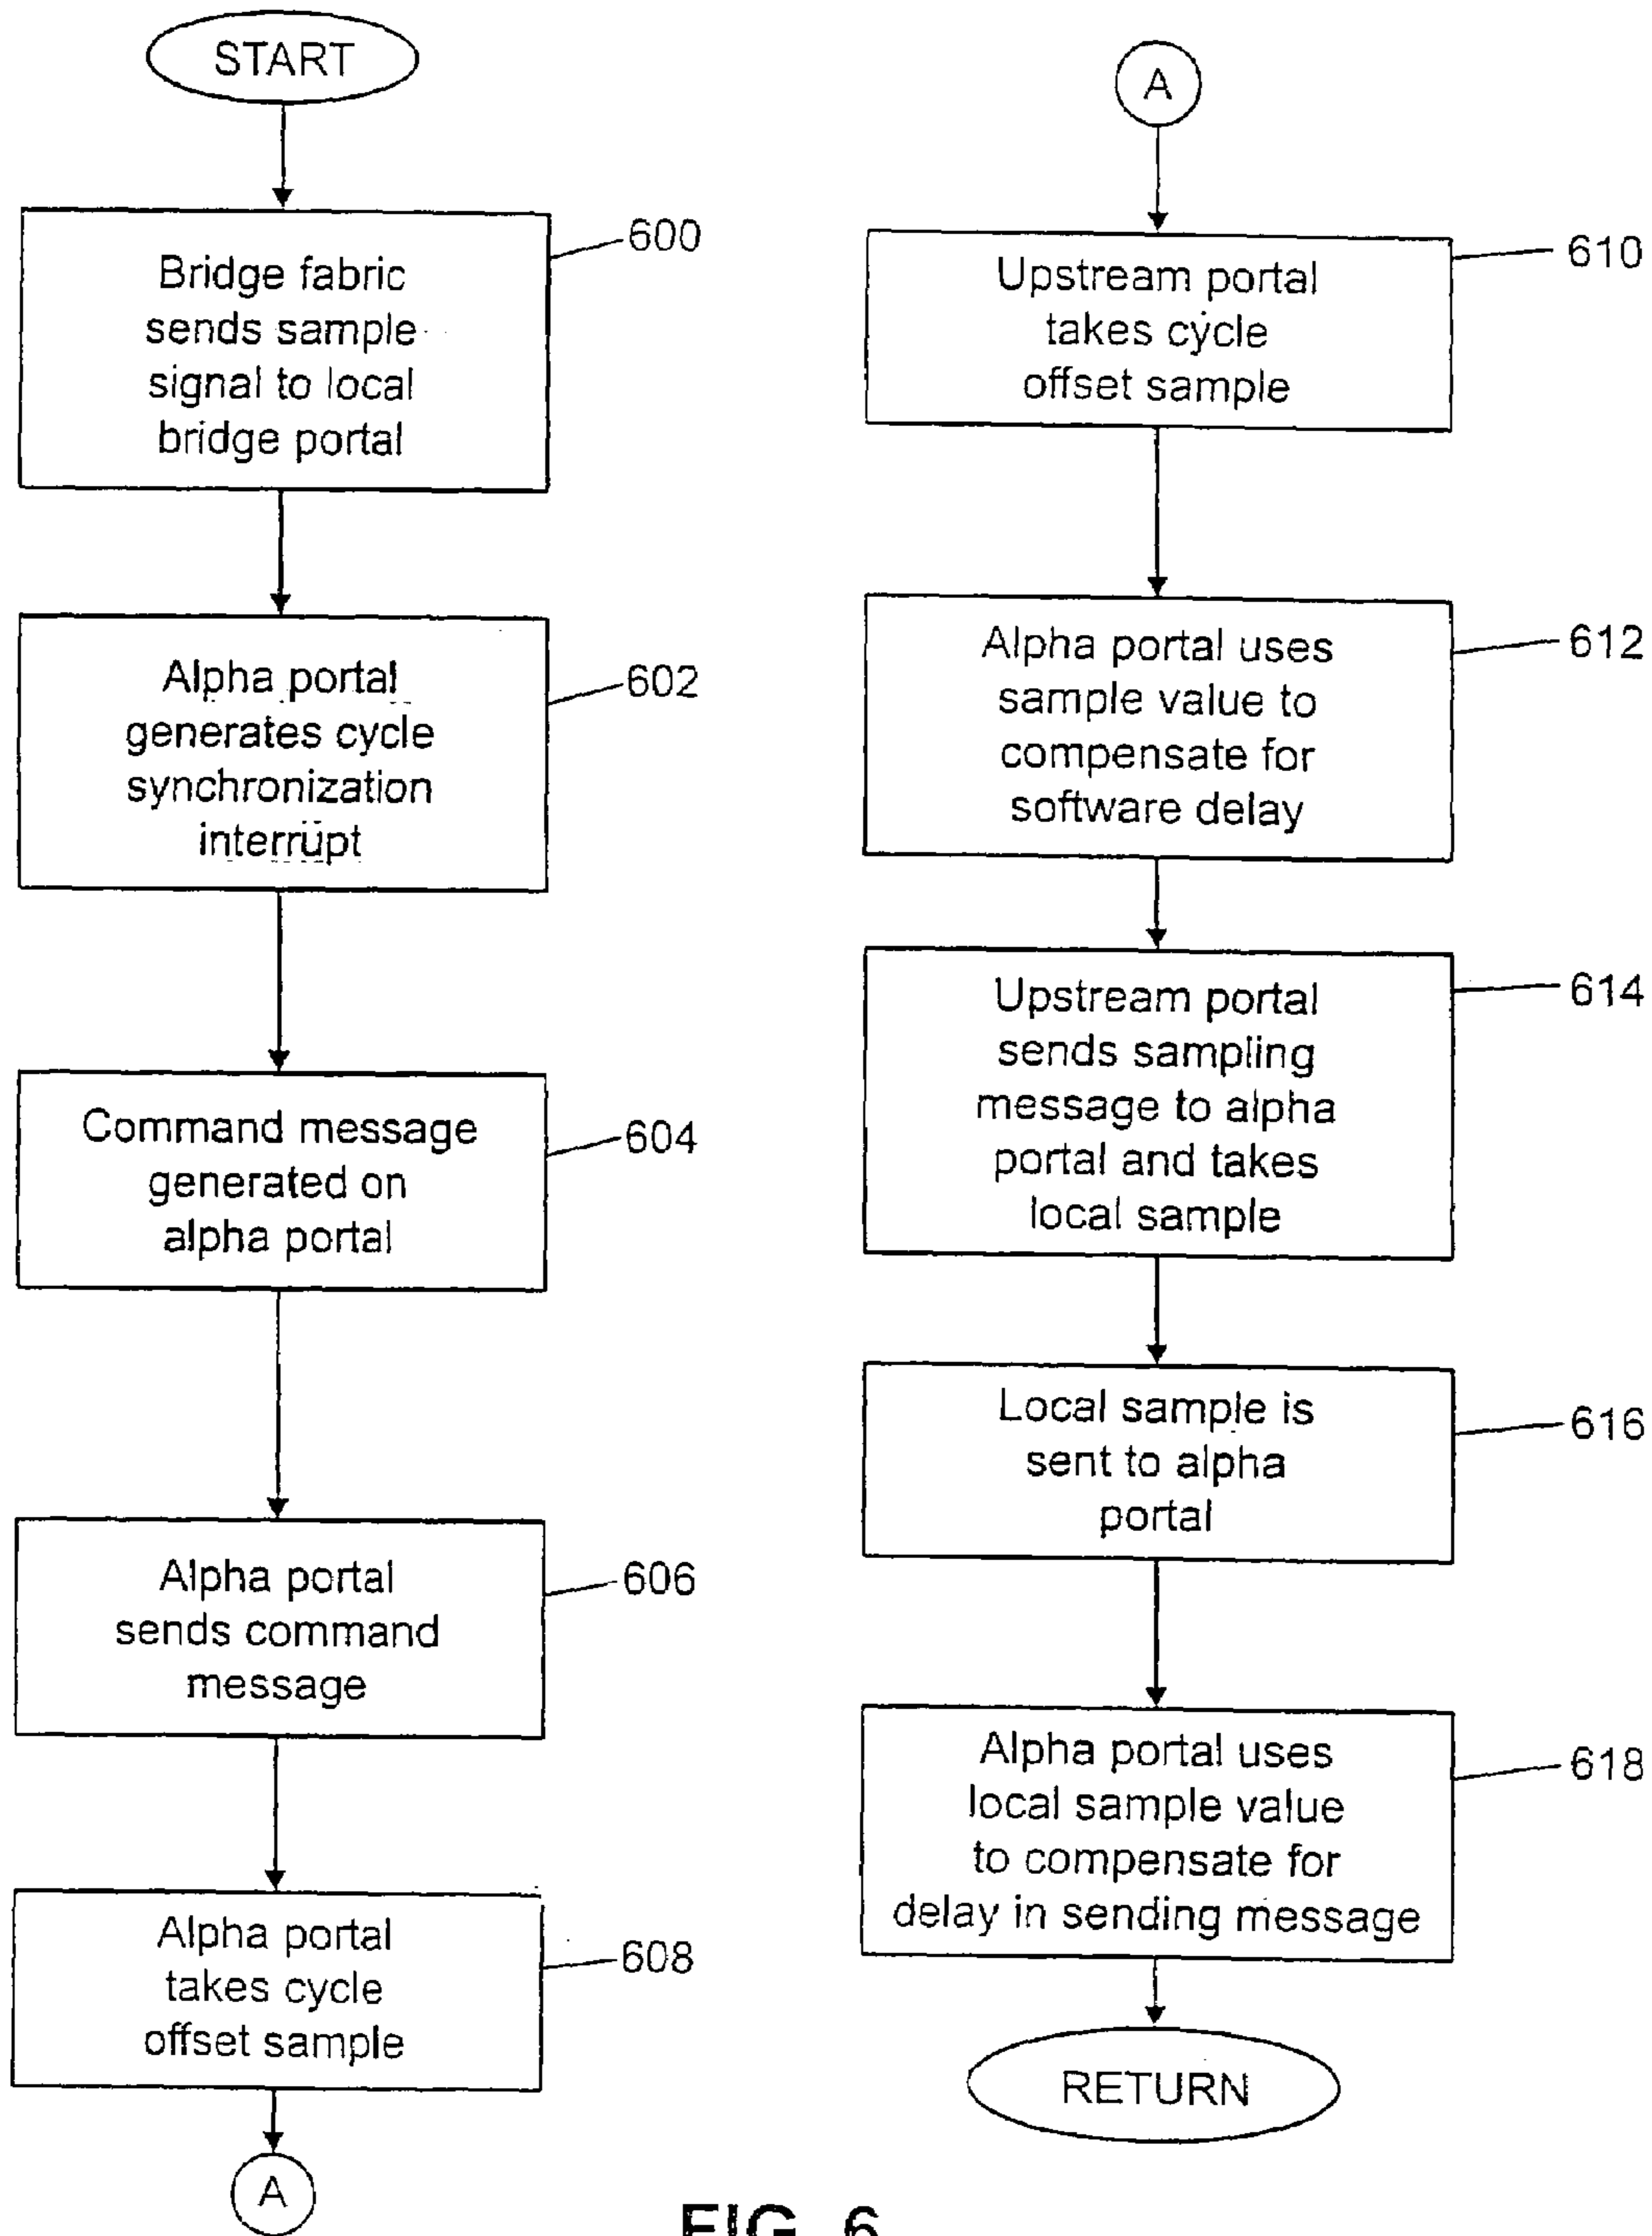 START
Bridge fabric
sends sample
signal to local
bridge portal
600
Alpha portal
generates cycle
synchronization
interrupt
602
Command message
generated on
alpha portal
604
Alpha portal
sends command
message
606
Alpha portal
takes cycle
offset sample
608
A
A
Upstream portal
takes cycle
offset sample
610
Alpha portal uses
sample value to
compensate for
software delay
612
Upstream portal
sends sampling
message to alpha
portal and takes
local sample
614
Local sample is
sent to alpha
portal
616
Alpha portal uses
local sample value
to compensate for
delay in sending message
618
RETURN
FIG. 6